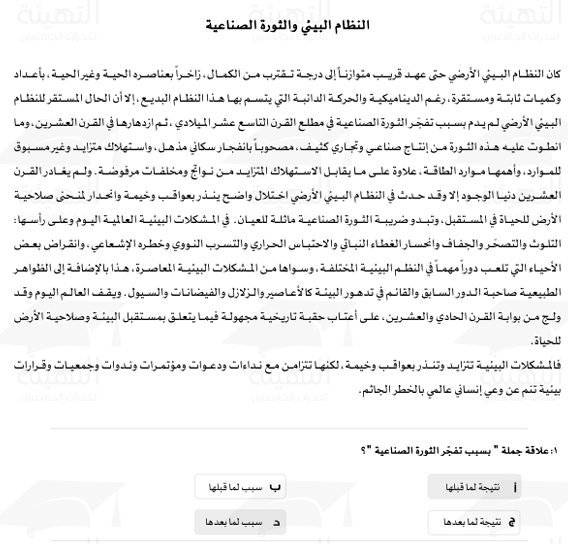 النظام البيئي والثورة الصناعية
كان النظام البيئي الأرضي حتى عهد قريب متوازناً إلى درجة تقترب من الكمال، زاخراً بعناصره الحية وغير الحية، بأعداد
وكميات ثابتة ومستقرة، رغم الديناميكية والحركة الدائبة التي يتسم بها هذا النظام البديع، إلا أن الحال المستقر للنظام
البيئي الأرضي لم يدم بسبب تفجّر الثورة الصناعية في مطلع القرن التاسع عشر الميلادي، ثم ازدهارها في القرن العشرين، وما
انطوت عليه هذه الثورة من إنتاج صناعي وتجاري كثيف، مصحوباً بانفجار سكاني مذهل، واستهلاك متزايد وغير مسبوق
للموارد، وأهمها موارد الطاقة، علاوة على ما يقابل الاستهلاك المتزايد من نواتج ومخلفات مرفوضة. ولم يغادر القرن
العشرين دنيا الوجود إلا وقد حدث في النظام البيئي الأرضي اختلال واضح ينذر بعواقب وخيمة وانحدار لمنحنى صلاحية
الأرض للحياة في المستقبل، وتبدو ضريبة الثورة الصناعية ماثلة للعيان. في المشكلات البيئية العالمية اليوم وعلى رأسها:
التلوث والتصحّر والجفاف وانحسار الغطاء النباتي والاحتباس الحراري والتسرب النووي وخطره الإشعاعي، وانقراض بعض
الأحياء التي تلعب دوراً مهماً في النظم البيئية المختلفة، وسواها من المشكلات البيئية المعاصرة، هذا بالإضافة إلى الظواهر
الطبيعية صاحبة الدور السابق والقائم في تدهور البيئة كالأعاصير والزلازل والفيضانات والسيول. ويقف العالم اليوم وقد
ولج من بوابة القرن الحادي والعشرين، على أعتاب حقبة تاريخية مجهولة فيما يتعلق بمستقبل البيئة وصلاحية الأرض
للحياة.
فالمشكلات البيئية تتزايد وتنذر بعواقب وخيمة، لكنها تتزامن مع نداءات ودعوات ومؤتمرات وندوات وجمعيات وقرارات
بيئية تنم عن وعي إنساني عالمي بالخطر الجاثم.
١: علاقة جملة " بسبب تفجّر الثورة الصناعية "؟
أ نتيجة لما قبلها
ب سبب لما قبلها
ج نتيجة لما بعدها
د سبب لما بعدها